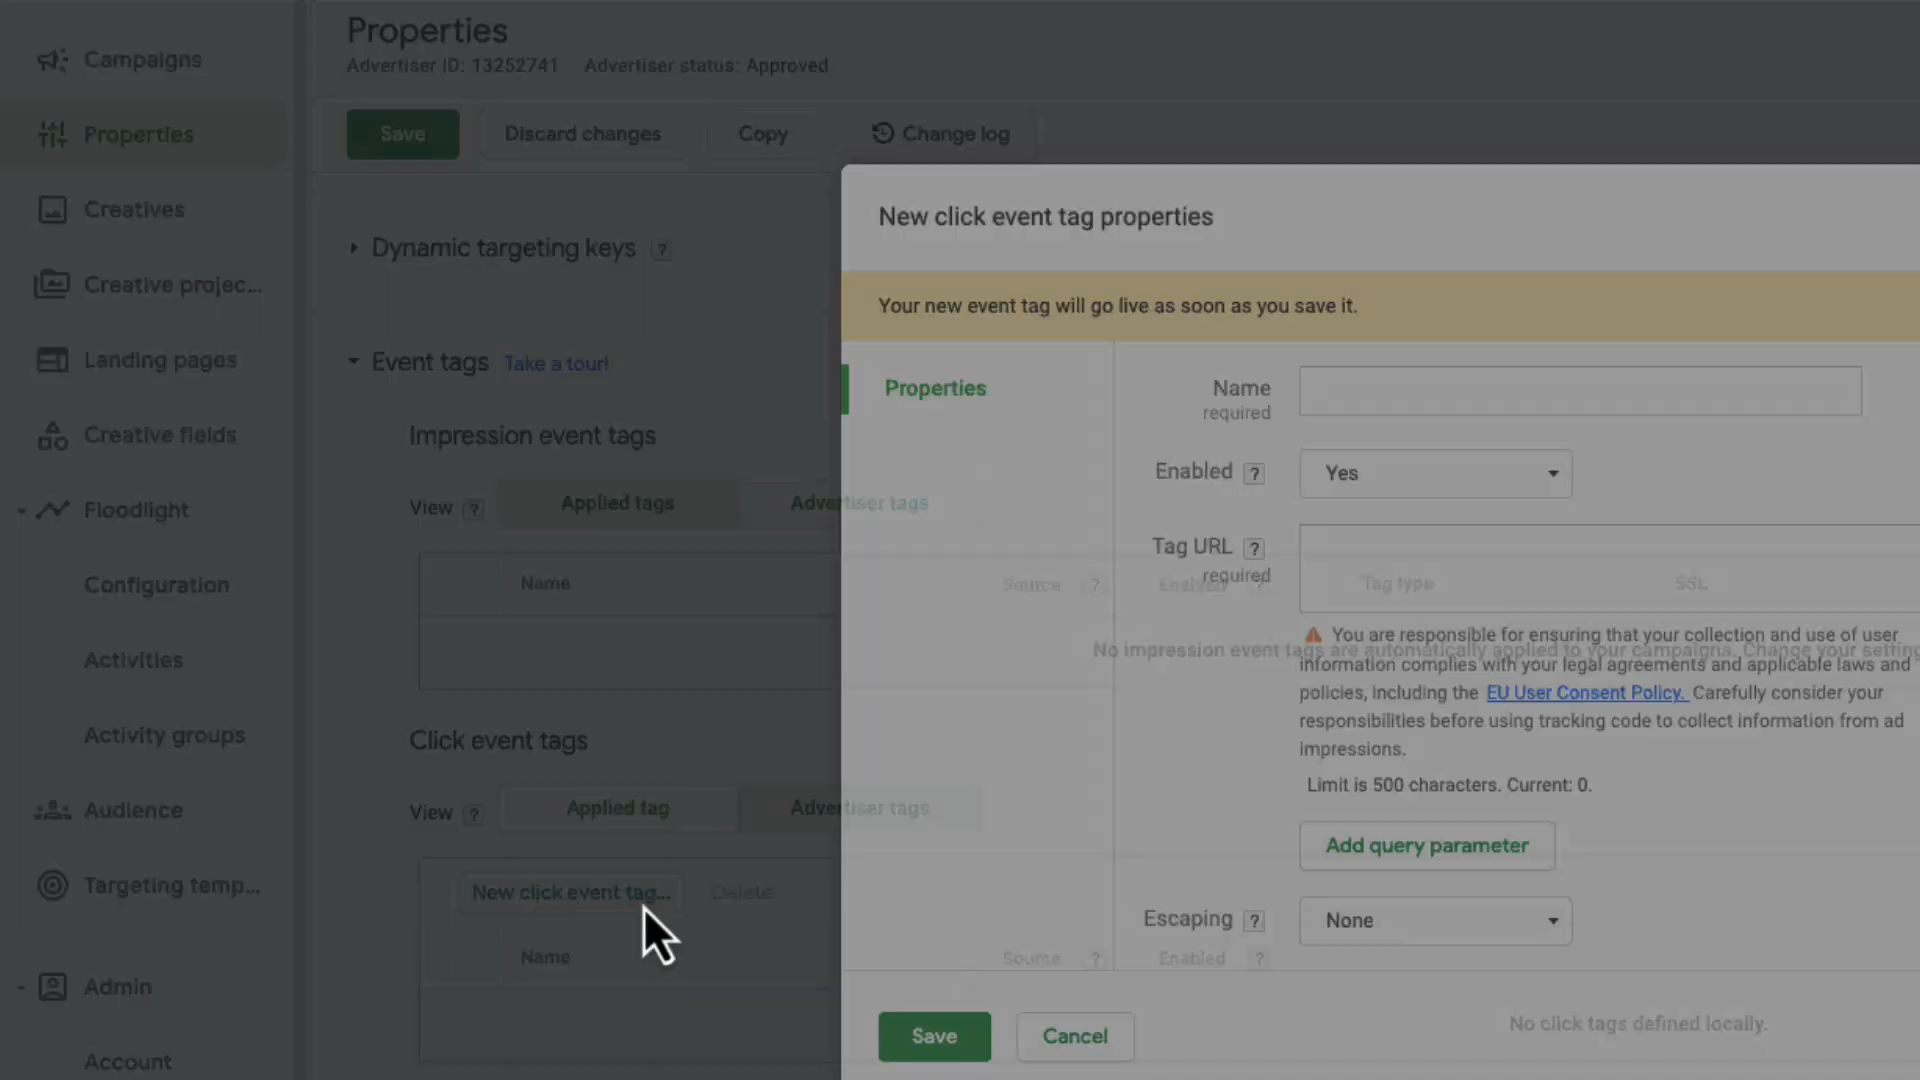 Campaigns
Properties
Creatives
Creative projec...
Landing pages
Creative fields
Floodlight
Configuration
Activities
Activity groups
Audience
Targeting temp...
Admin
Account
Properties
Advertiser ID: 13252741 Advertiser status: Approved
Save Discard changes Copy Change log
Dynamic targeting keys ?
Event tags Take a tour!
Impression event tags
View ? Applied tags Advertiser tags
Name Source ? Enabled ? Tag type SSL
No impression event tags are automatically applied to your campaigns. Change your setting
Click event tags
View ? Applied tag Advertiser tags
New click event tag... Delete
Name Source ? Enabled ?
No click tags defined locally.
New click event tag properties
Your new event tag will go live as soon as you save it.
Properties
Name
required
Enabled ? Yes
Tag URL ?
required
You are responsible for ensuring that your collection and use of user
information complies with your legal agreements and applicable laws and
policies, including the EU User Consent Policy. Carefully consider your
responsibilities before using tracking code to collect information from ad
impressions.
Limit is 500 characters. Current: 0.
Add query parameter
Escaping ? None
Save Cancel